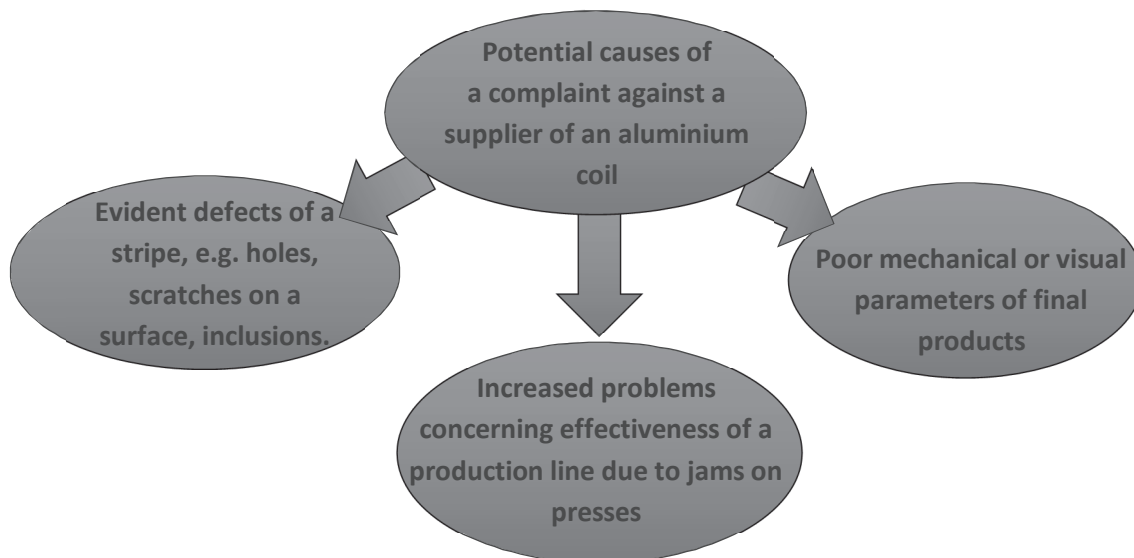 Potential causes of
a complaint against a
supplier of an aluminium
coil
Evident defects of a
stripe, e.g. holes,
scratches on a
surface, inclusions.
Increased problems
concerning effectiveness of a
production line due to jams on
presses
Poor mechanical or visual
parameters of final
products